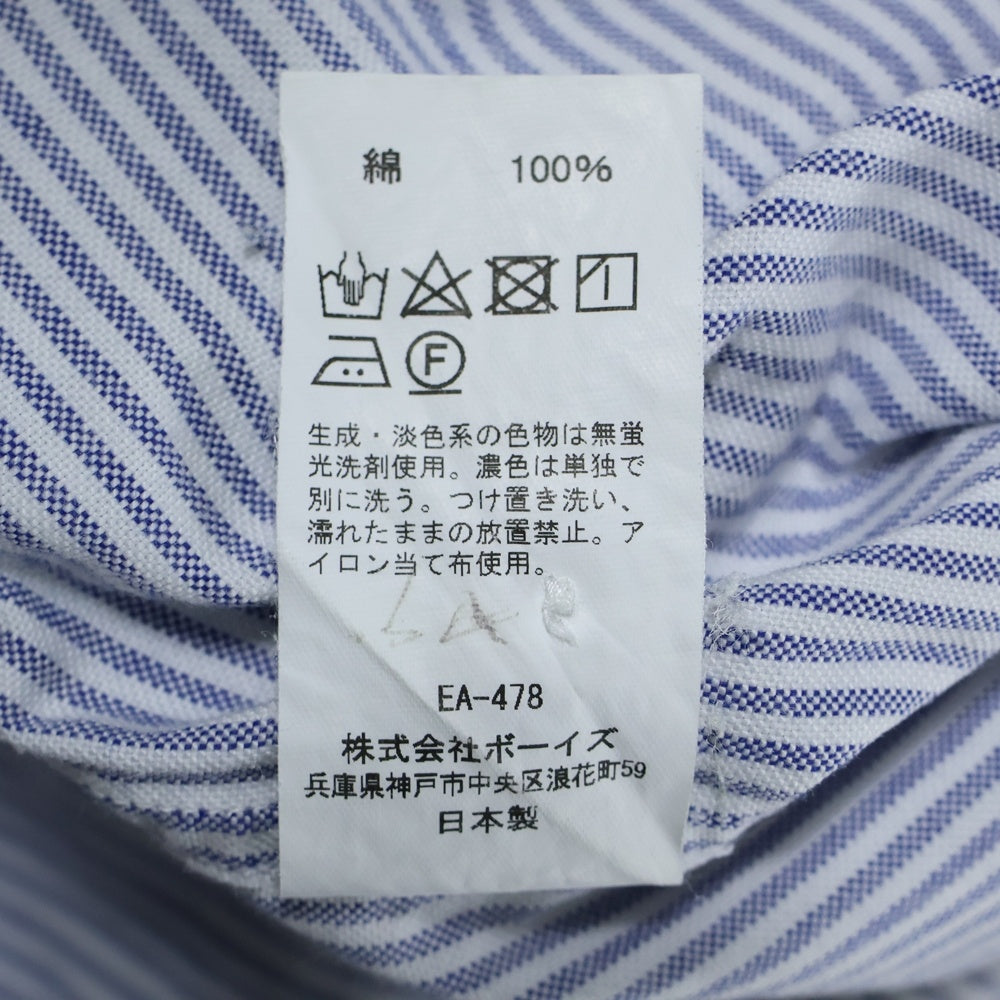 綿 100%
F
生成・淡色系の色物は無蛍
光洗剤使用。濃色は単独で
別に洗う。つけ置き洗い、
濡れたままの放置禁止。ア
イロン当て布使用。
EA-478
株式会社ボーイズ
兵庫県神戸市中央区浪花町59
日本製